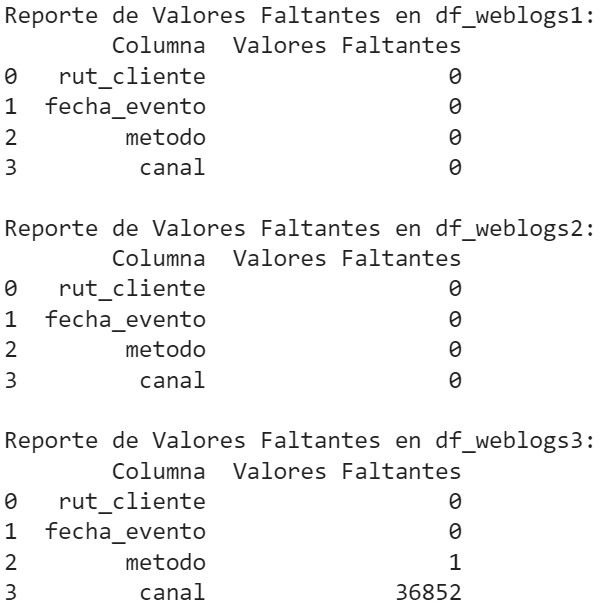 Reporte de Valores Faltantes en df_weblogs1:
Columna Valores Faltantes
0 rut_cliente 0
1 fecha_evento 0
2 metodo 0
3 canal 0
Reporte de Valores Faltantes en df_weblogs2:
Columna Valores Faltantes
0 rut_cliente 0
1 fecha_evento 0
2 metodo 0
3 canal 0
Reporte de Valores Faltantes en df_weblogs3:
Columna Valores Faltantes
0 rut_cliente 0
1 fecha_evento 0
2 metodo 1
3 canal 36852